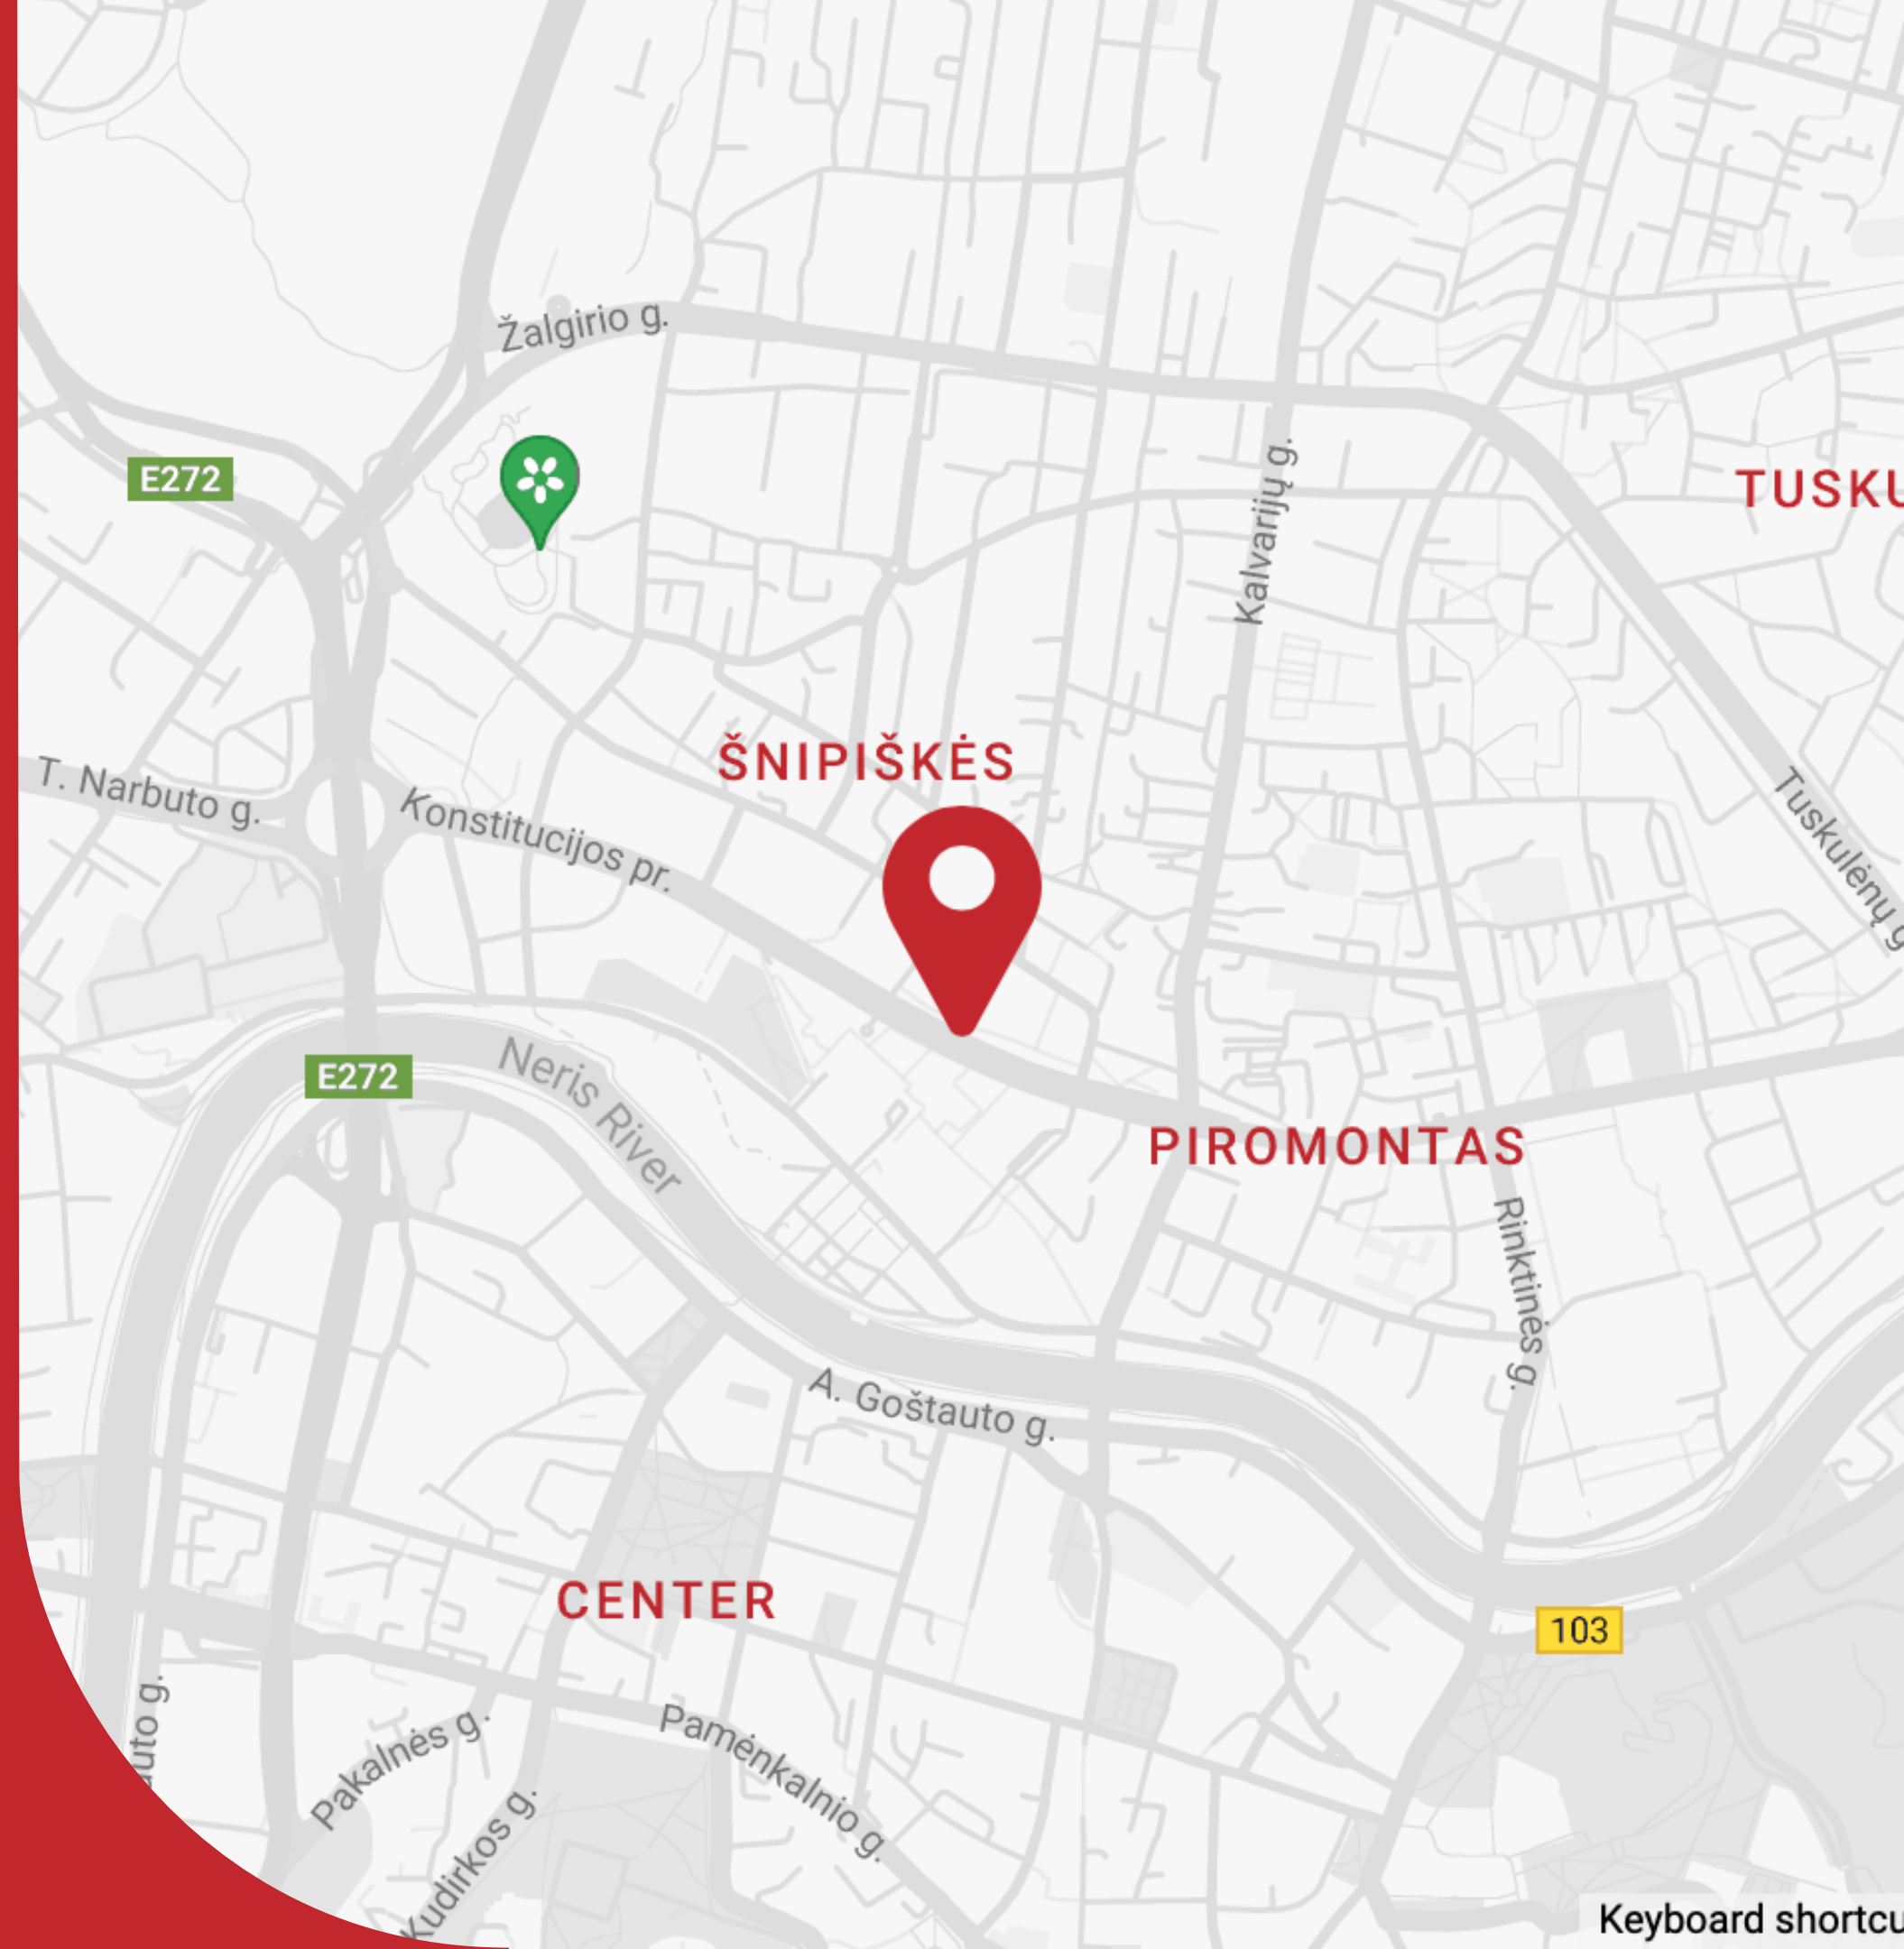 Žalgirio g.
E272
Kalvarijų g.
TUSKU
ŠNIPIŠKĖS
T. Narbuto g.
Konstitucijos pr.
Tuskulėnų g
E272
Neris River
PIROMONTAS
Rinktinės g.
A. Goštauto g.
CENTER
103
auto g.
Pakalnės g.
Pamėnkalnio g.
Kudirkos g.
Keyboard shortcu